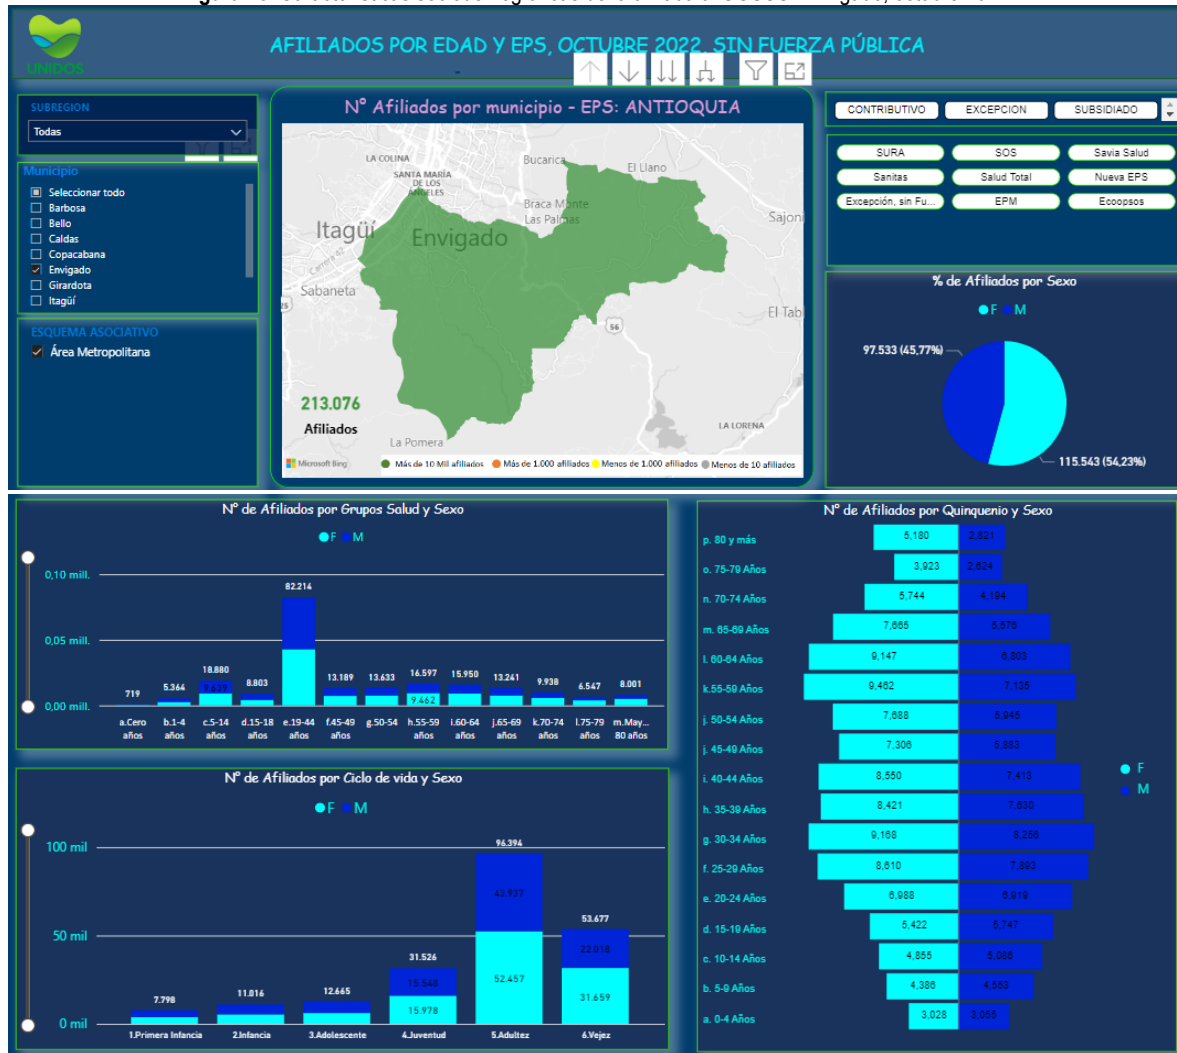 AFILIADOS POR EDAD Y EPS, OCTUBRE 2022, SIN FUERZA PÚBLICA
UNIDOS
SUBREGION
Todas
Municipio
Seleccionar todo
Barbosa
Bello
Caldas
Copacabana
Envigado
Girardota
Itagüí
ESQUEMA ASOCIATIVO
Área Metropolitana
N° Afiliados por municipio - EPS: ANTIOQUIA
LA COLINA
SANTA MARÍA
DE LOS
ÁNGELES
Bucarica
El Llano
Braca Monte
Las Palmas
Sajoni
Itagüí
Envigado
Carrera 42
Sabaneta
25
56
El Tab
LA LORENA
La Pomera
213.076
Afiliados
Microsoft Bing
Más de 10 Mil afiliados
Más de 1.000 afiliados
Menos de 1.000 afiliados
Menos de 10 afiliados
CONTRIBUTIVO
EXCEPCION
SUBSIDIADO
SURA
SOS
Savia Salud
Sanitas
Salud Total
Nueva EPS
Excepción, sin Fu...
EPM
Ecoopsos
% de Afiliados por Sexo
F M
97.533 (45,77%)
115.543 (54,23%)
N° de Afiliados por Grupos Salud y Sexo
F M
0,10 mill.
0,05 mill.
0,00 mill.
719
5.364
18.880
9.639
8.803
82.214
13.189
13.633
16.597
9.462
15.950
13.241
9.938
6.547
8.001
a.Cero años
b.1-4 años
c.5-14 años
d.15-18 años
e.19-44 años
f.45-49 años
g.50-54
h.55-59 años
i.60-64 años
j.65-69 años
k.70-74 años
l.75-79 años
m.May... 80 años
N° de Afiliados por Ciclo de vida y Sexo
F M
100 mil
50 mil
0 mil
7.798
11.016
12.665
31.526
15.548
15.978
96.394
43.937
52.457
53.677
22.018
31.659
1.Primera Infancia
2.Infancia
3.Adolescente
4.Juventud
5.Adultez
6.Vejez
N° de Afiliados por Quinquenio y Sexo
p. 80 y más 5,180 2,821
o. 75-79 Años 3,923 2,624
n. 70-74 Años 5,744 4,194
m. 65-69 Años 7,665 5,576
l. 60-64 Años 9,147 6,803
k.55-59 Años 9,462 7,135
j. 50-54 Años 7,688 5,945
j. 45-49 Años 7,306 5,883
i. 40-44 Años 8,550 7,413
h. 35-39 Años 8,421 7,630
g. 30-34 Años 9,168 8,256
f. 25-29 Años 8,610 7,893
e. 20-24 Años 6,988 6,919
d. 15-19 Años 5,422 5,747
c. 10-14 Años 4,855 5,086
b. 5-9 Años 4,386 4,553
a. 0-4 Años 3,028 3,055
F
M